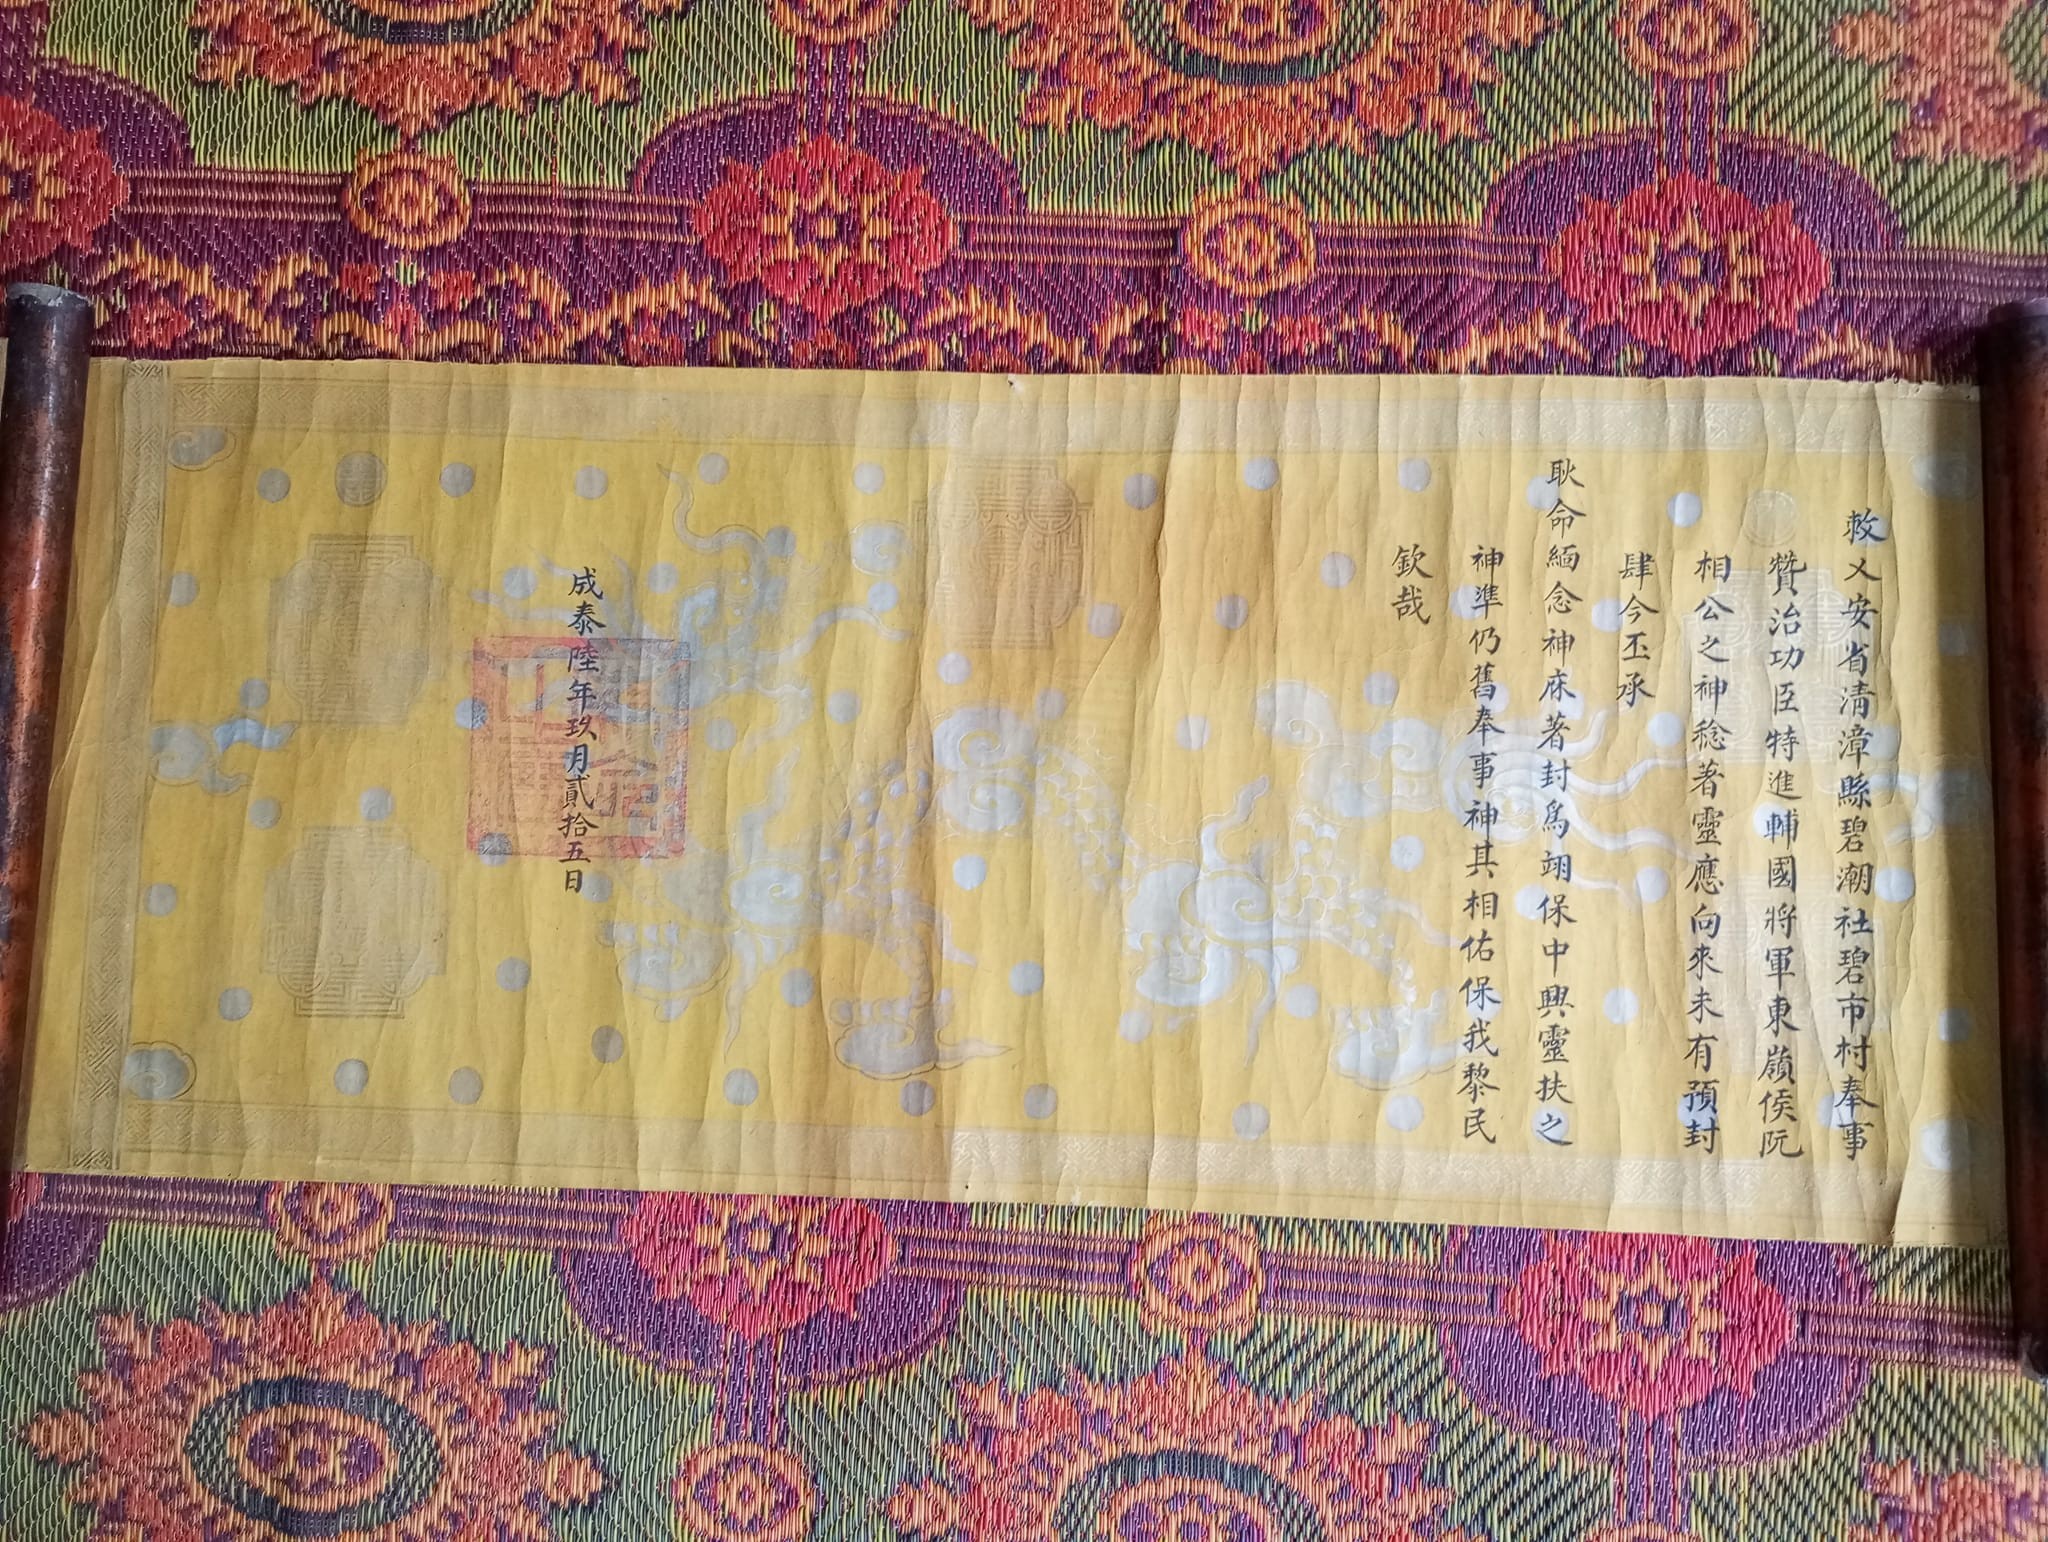 敕乂安省清漳縣碧潮社碧市村奉事
贊治功臣特進輔國將軍東嶺侯阮
相公之神稔著靈應向來未有預封
肆今丕承
耿命緬念神庥著封爲翊保中興靈扶之
神準仍舊奉事神其相佑保我黎民
欽哉
成泰陸年玖月貳拾五日